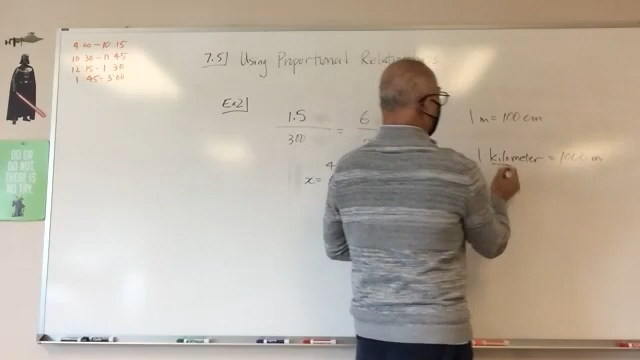 9:00-10:15
10:30-11:45
12:15-1:30
1:45-3:00
7.5] Using Proportional
Ex2]
1.5
300
=
6
x=
4
1 m = 100 cm
1 kilometer = 1000 m
DO OR
DO NOT.
THERE IS
NO TRY.